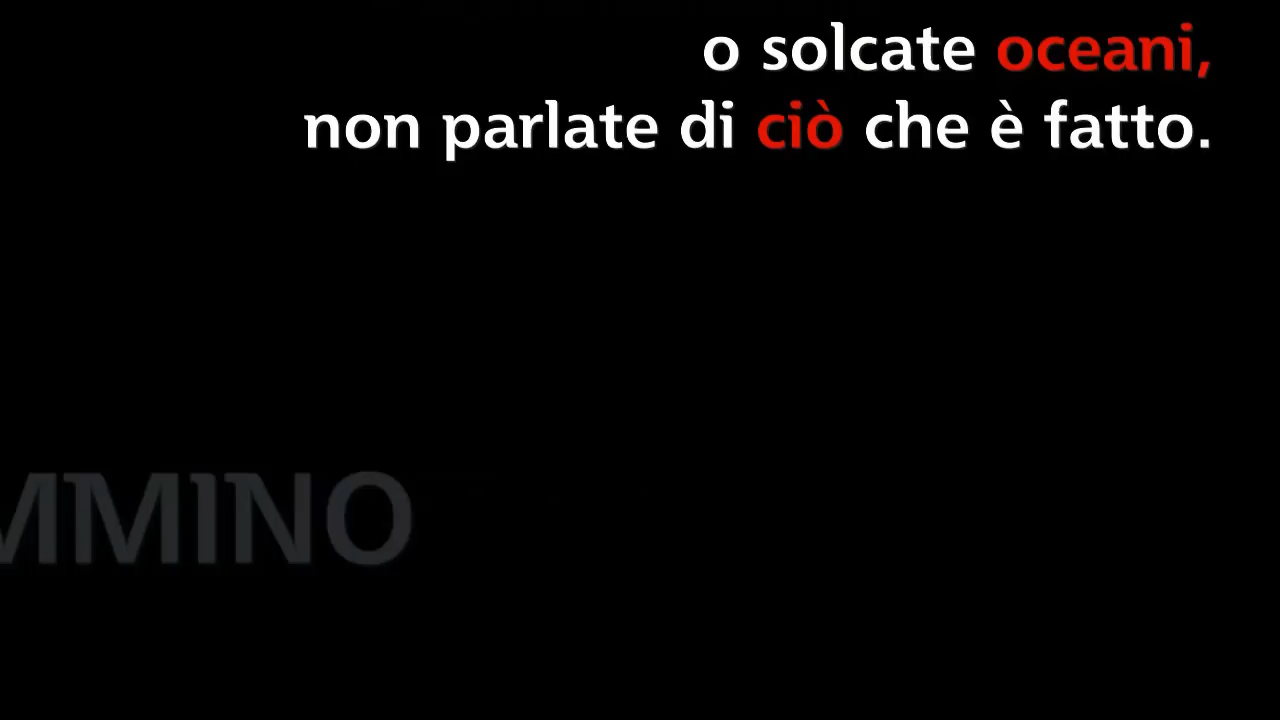 o solcate oceani,
non parlate di ciò che è fatto.
MMINO